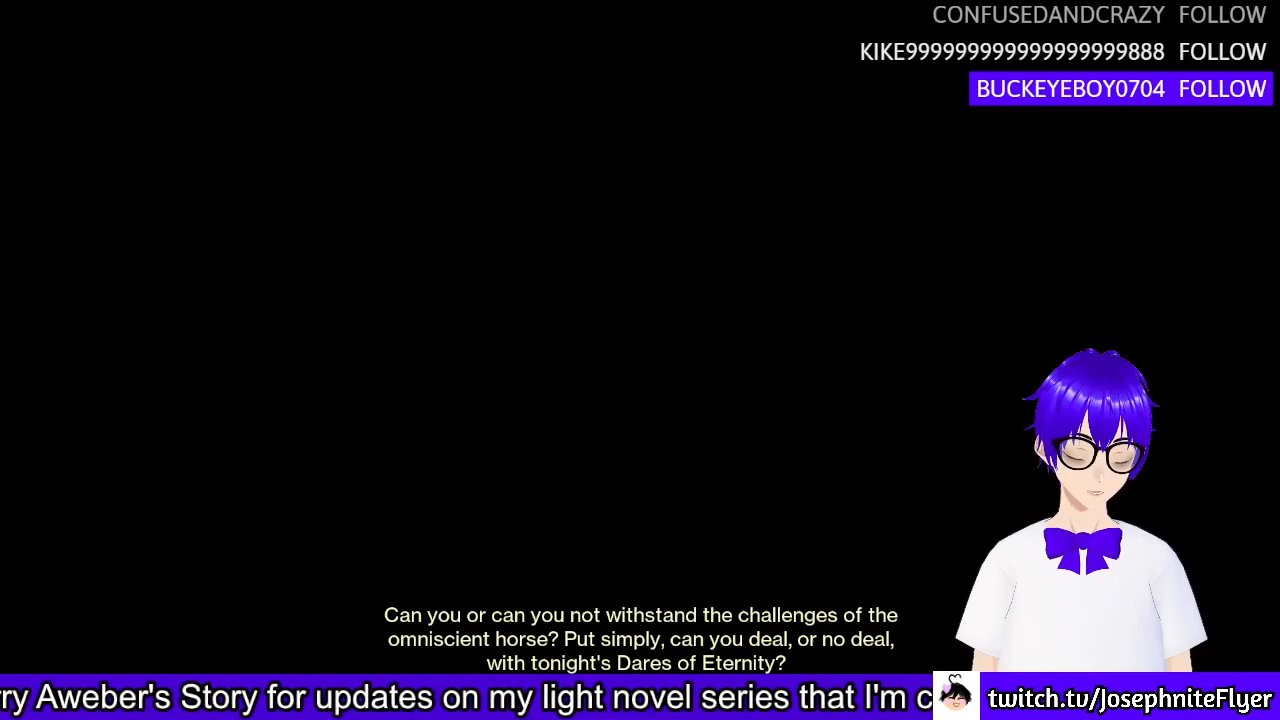 CONFUSEDANDCRAZY FOLLOW
KIKE999999999999999999888 FOLLOW
BUCKEYEBOY0704 FOLLOW
Can you or can you not withstand the challenges of the
omniscient horse? Put simply, can you deal, or no deal,
with tonight's Dares of Eternity?
rry Aweber's Story for updates on my light novel series that I'm c
twitch.tv/JosephniteFlyer